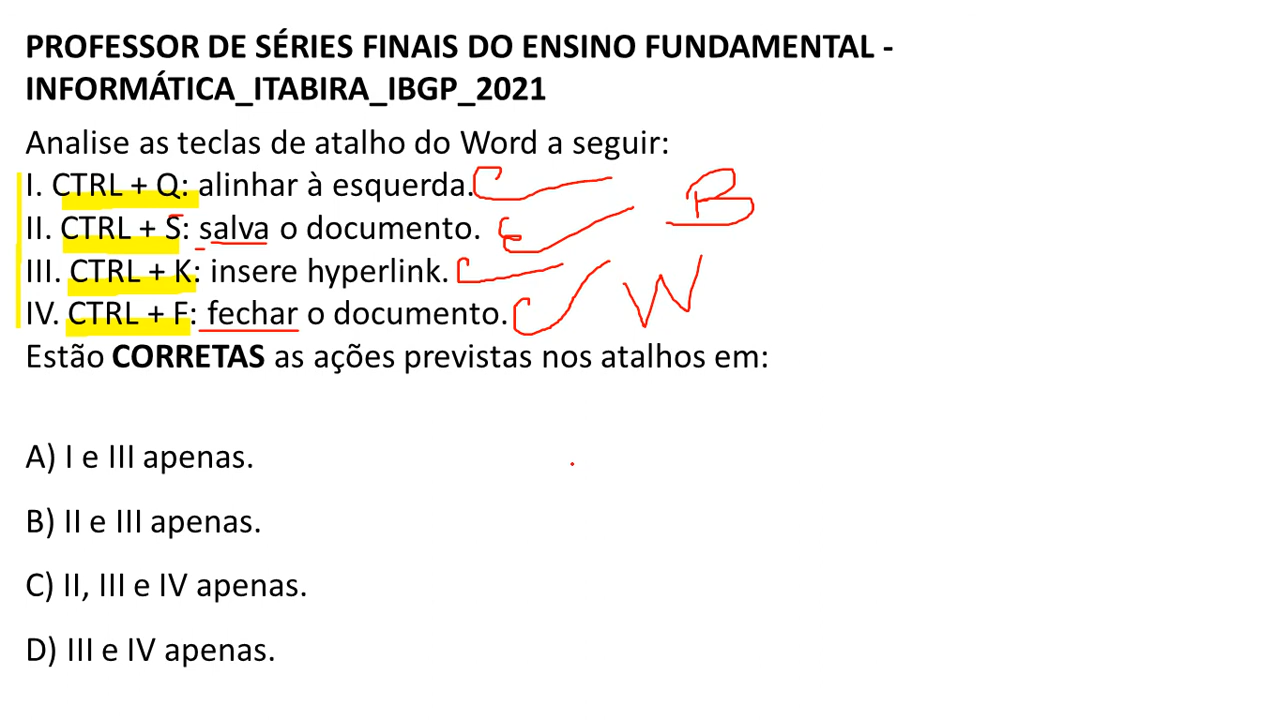 PROFESSOR DE SÉRIES FINAIS DO ENSINO FUNDAMENTAL -
INFORMÁTICA_ITABIRA_IBGP_2021
Analise as teclas de atalho do Word a seguir:
I. CTRL + Q: alinhar à esquerda. C
II. CTRL + S: salva o documento. E B
III. CTRL + K: insere hyperlink. C
IV. CTRL + F: fechar o documento. C W
Estão CORRETAS as ações previstas nos atalhos em:
A) I e III apenas.
B) II e III apenas.
C) II, III e IV apenas.
D) III e IV apenas.